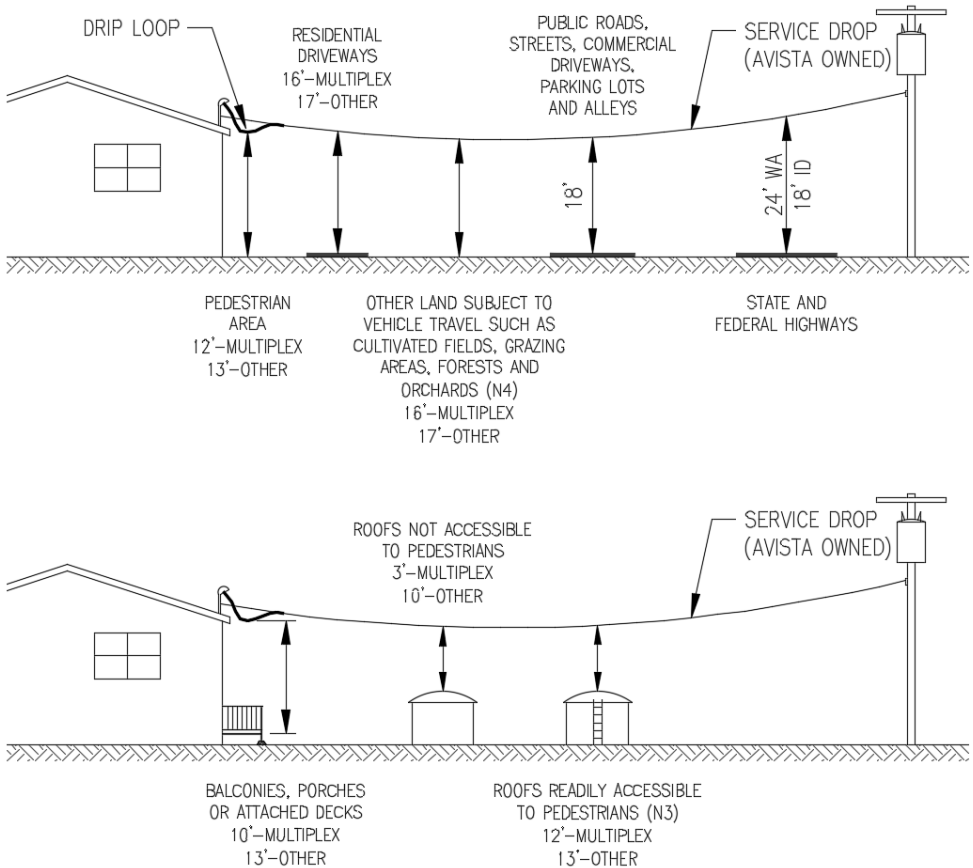 DRIP LOOP
RESIDENTIAL
DRIVEWAYS
16'-MULTIPLEX
17'-OTHER
PUBLIC ROADS,
STREETS, COMMERCIAL
DRIVEWAYS,
PARKING LOTS
AND ALLEYS
SERVICE DROP
(AVISTA OWNED)
18'
24' WA
18' ID
PEDESTRIAN
AREA
12'-MULTIPLEX
13'-OTHER
OTHER LAND SUBJECT TO
VEHICLE TRAVEL SUCH AS
CULTIVATED FIELDS, GRAZING
AREAS, FORESTS AND
ORCHARDS (N4)
16'-MULTIPLEX
17'-OTHER
STATE AND
FEDERAL HIGHWAYS
ROOFS NOT ACCESSIBLE
TO PEDESTRIANS
3'-MULTIPLEX
10'-OTHER
SERVICE DROP
(AVISTA OWNED)
BALCONIES, PORCHES
OR ATTACHED DECKS
10'-MULTIPLEX
13'-OTHER
ROOFS READILY ACCESSIBLE
TO PEDESTRIANS (N3)
12'-MULTIPLEX
13'-OTHER